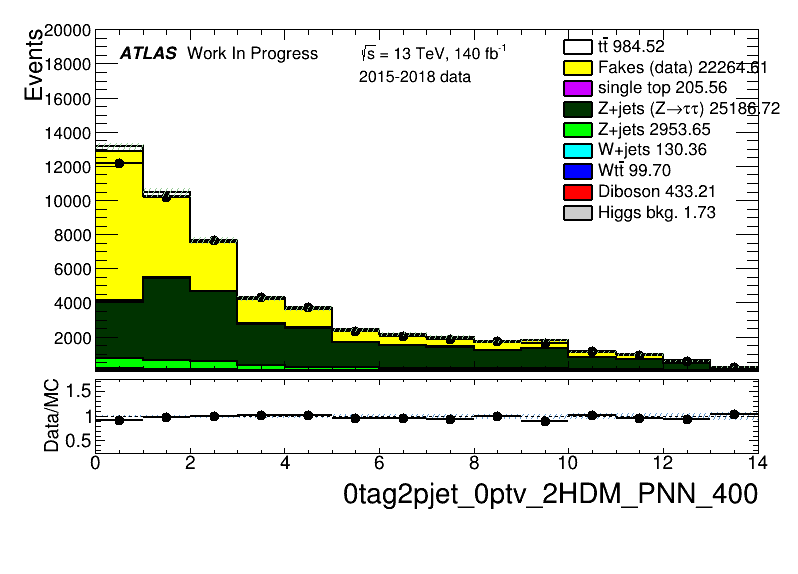 20000
18000
16000
14000
12000
10000
8000
6000
4000
2000
Events
ATLAS Work In Progress
√s = 13 TeV, 140 fb⁻¹
2015-2018 data
tt̄ 984.52
Fakes (data) 22264.61
single top 205.56
Z+jets (Z→ττ) 25186.72
Z+jets 2953.65
W+jets 130.36
Wtt̄ 99.70
Diboson 433.21
Higgs bkg. 1.73
Data/MC
1.5
1
0.5
0 2 4 6 8 10 12 14
0tag2pjet_0ptv_2HDM_PNN_400